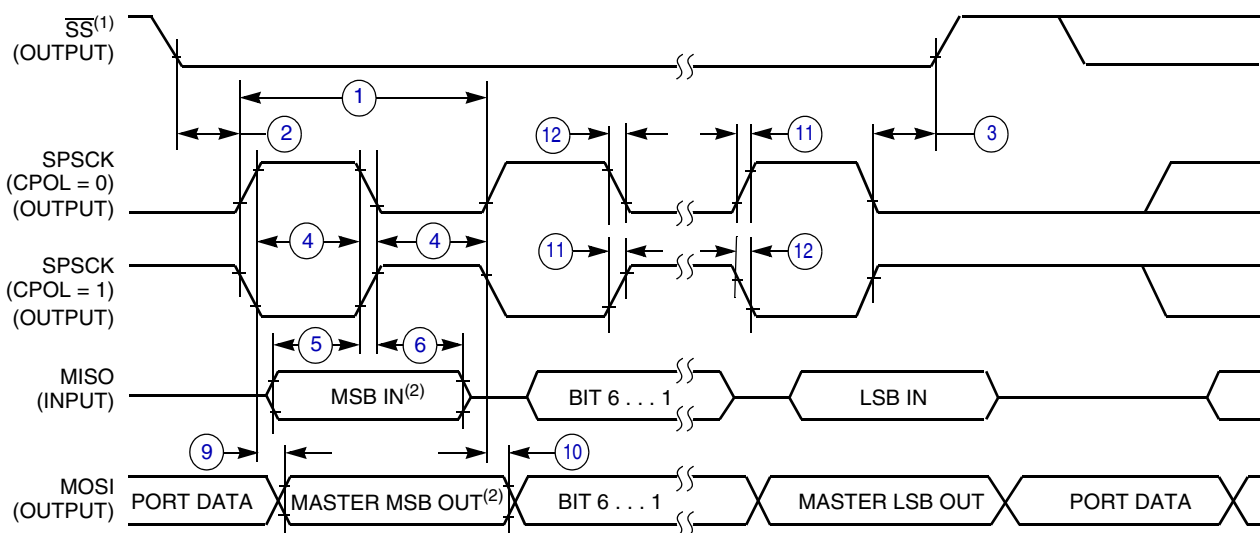 SS(1)
(OUTPUT)
1
2
12
11
3
SPSCK
(CPOL = 0)
(OUTPUT)
4
4
11
12
SPSCK
(CPOL = 1)
(OUTPUT)
5
6
MISO
(INPUT)
MSB IN(2)
BIT 6 . . . 1
LSB IN
9
10
MOSI
(OUTPUT)
PORT DATA
MASTER MSB OUT(2)
BIT 6 . . . 1
MASTER LSB OUT
PORT DATA